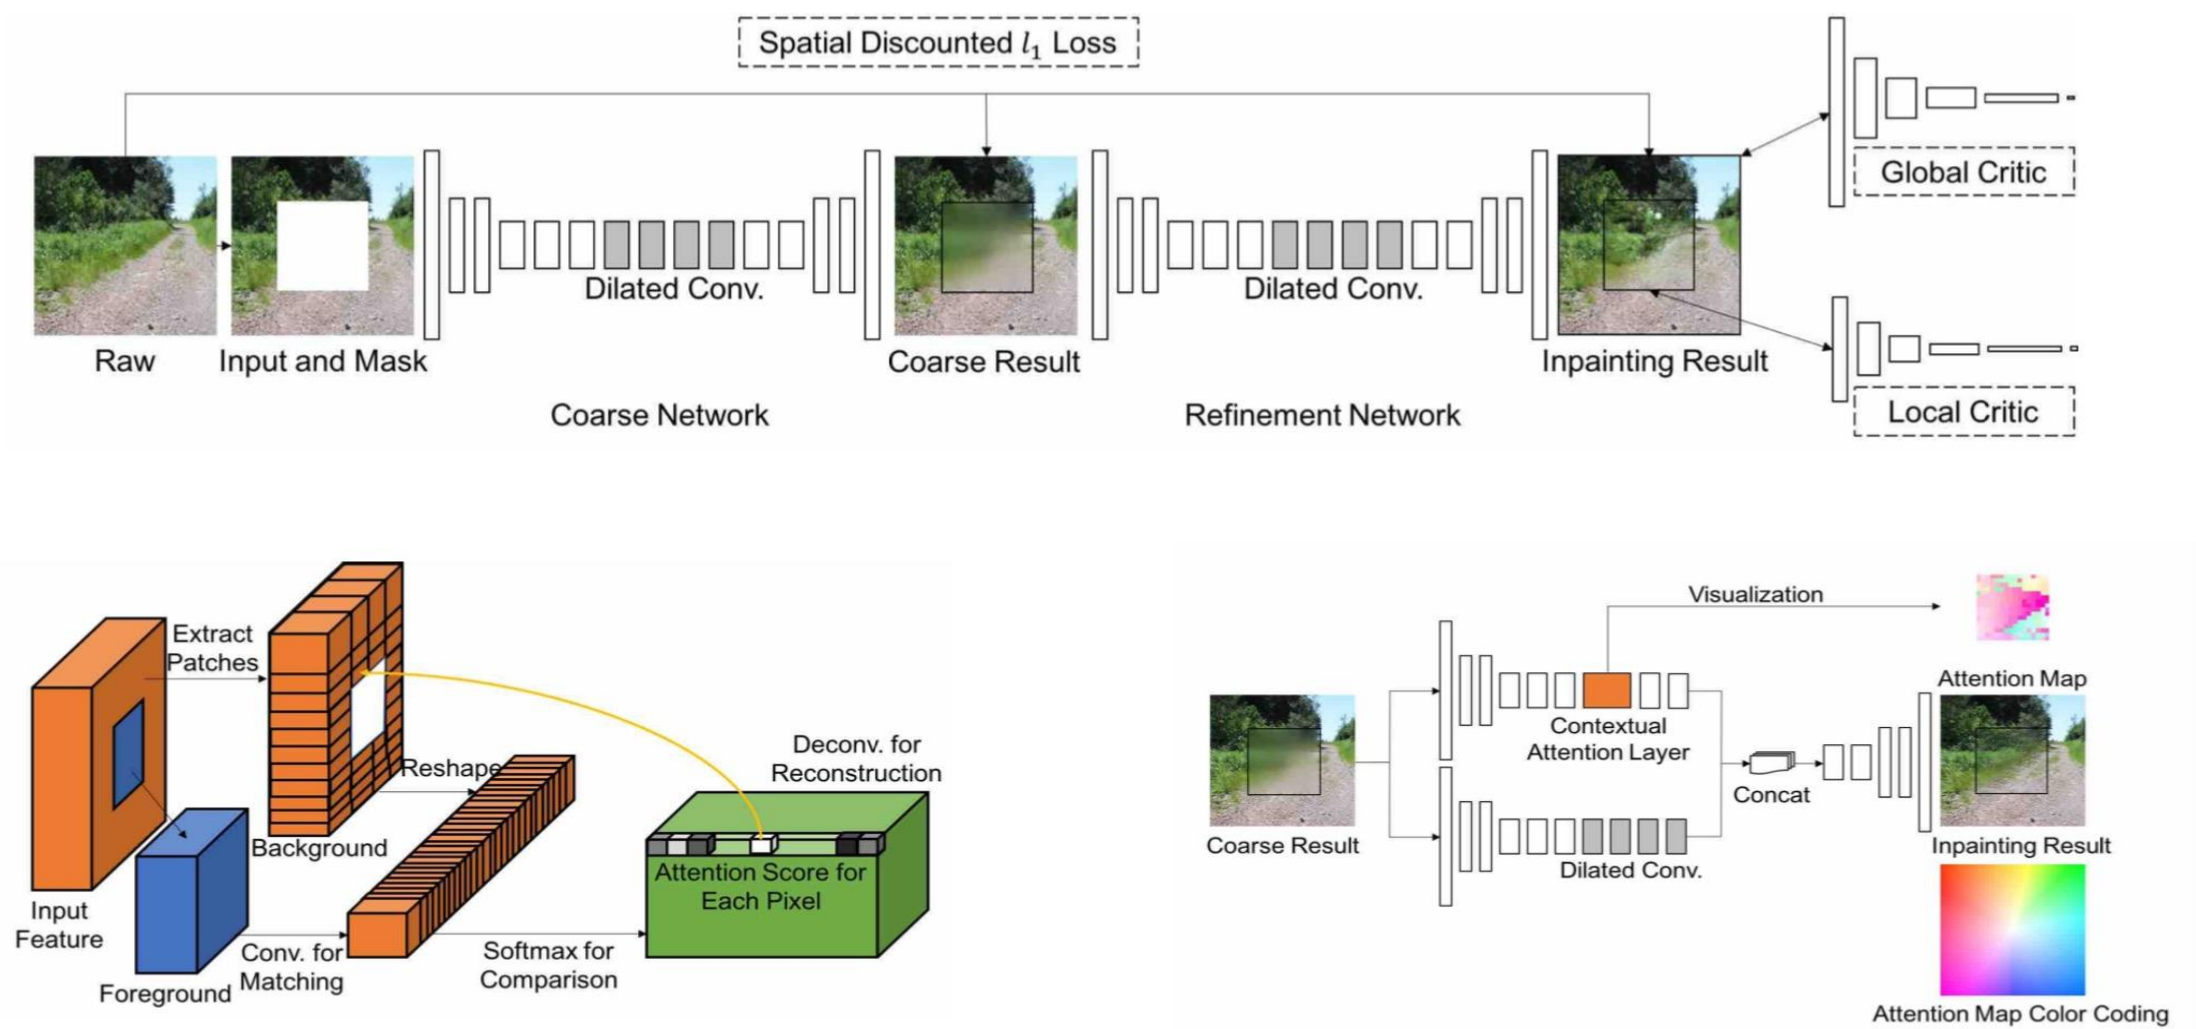 Spatial Discounted l₁ Loss
Global Critic
Dilated Conv.
Dilated Conv.
Raw
Input and Mask
Coarse Result
Inpainting Result
Coarse Network
Refinement Network
Local Critic
Extract
Patches
Reshape
Background
Input
Feature
Foreground
Conv. for
Matching
Softmax for
Comparison
Deconv. for
Reconstruction
Attention Score for
Each Pixel
Visualization
Attention Map
Contextual
Attention Layer
Concat
Coarse Result
Dilated Conv.
Inpainting Result
Attention Map Color Coding